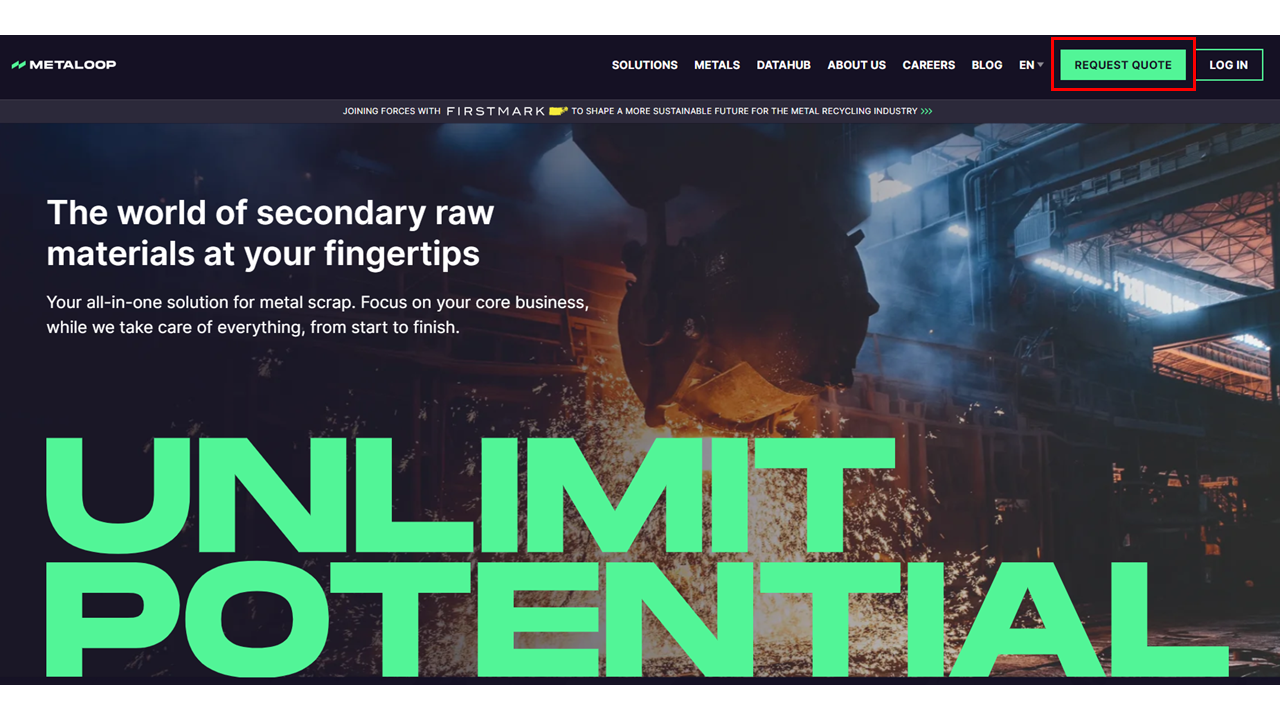 METALOOP
SOLUTIONS METALS DATAHUB ABOUT US CAREERS BLOG EN REQUEST QUOTE LOG IN
JOINING FORCES WITH FIRSTMARK TO SHAPE A MORE SUSTAINABLE FUTURE FOR THE METAL RECYCLING INDUSTRY >>>
The world of secondary raw
materials at your fingertips
Your all-in-one solution for metal scrap. Focus on your core business,
while we take care of everything, from start to finish.
UNLIMIT
POTENTIAL